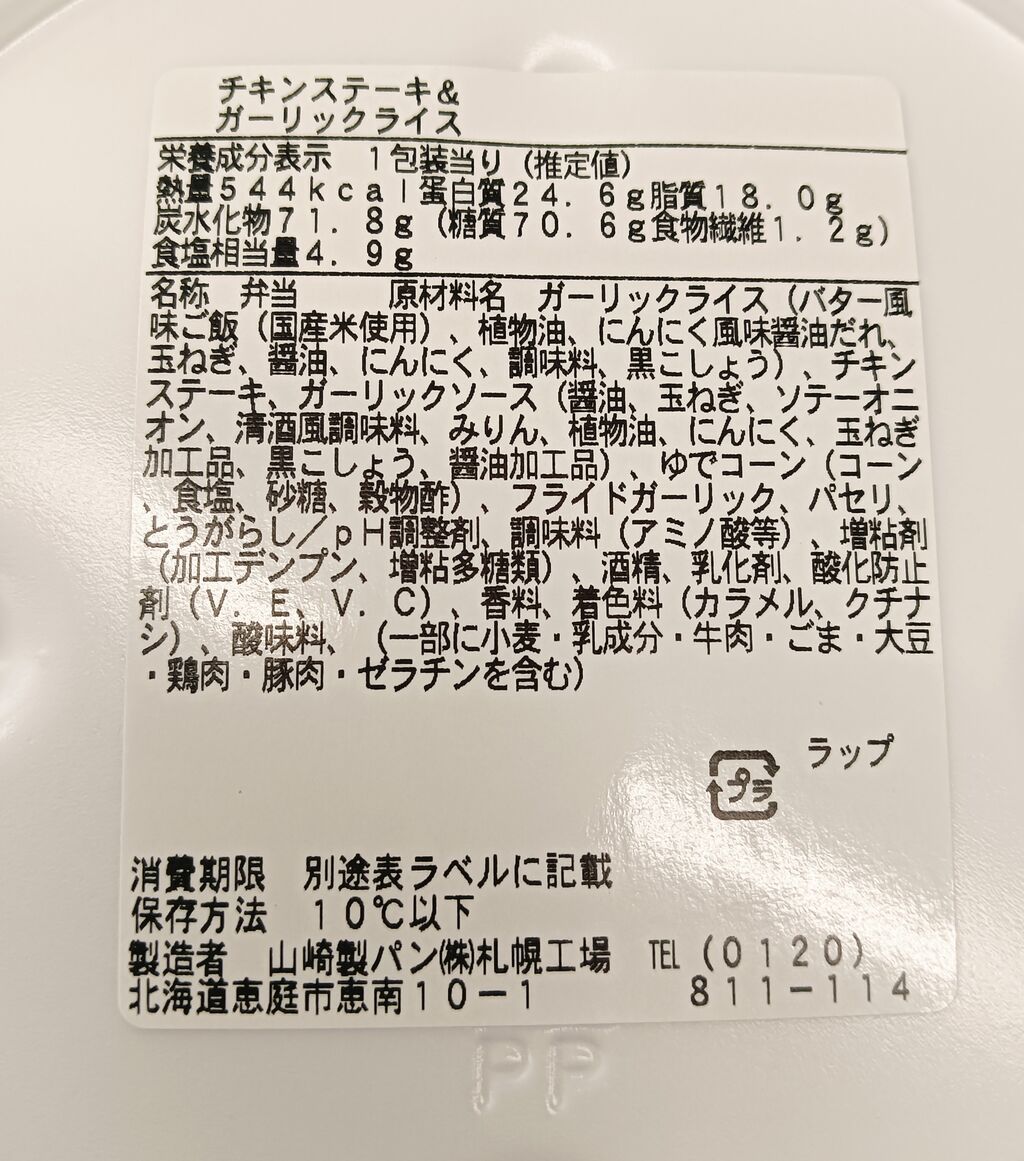 チキンステーキ&
ガーリックライス
栄養成分表示　1包装当り（推定値）
熱量544kcal蛋白質24.6g脂質18.0g
炭水化物71.8g（糖質70.6g食物繊維1.2g）
食塩相当量4.9g
名称　弁当　　　原材料名　ガーリックライス（バター風
味ご飯（国産米使用）、植物油、にんにく風味醤油だれ、
玉ねぎ、醤油、にんにく、調味料、黒こしょう）、チキン
ステーキ、ガーリックソース（醤油、玉ねぎ、ソテーオニ
オン、清酒風調味料、みりん、植物油、にんにく、玉ねぎ
加工品、黒こしょう、醤油加工品）、ゆでコーン（コーン
、食塩、砂糖、穀物酢）、フライドガーリック、パセリ、
とうがらし／pH調整剤、調味料（アミノ酸等）、増粘剤
（加工デンプン、増粘多糖類）、酒精、乳化剤、酸化防止
剤（V.E、V.C）、香料、着色料（カラメル、クチナ
シ）、酸味料、（一部に小麦・乳成分・牛肉・ごま・大豆
・鶏肉・豚肉・ゼラチンを含む）
ラップ
プラ
消費期限　別途表ラベルに記載
保存方法　10℃以下
製造者　山崎製パン㈱札幌工場　TEL（0120）
北海道恵庭市恵南10－1　　　　811－114
PP